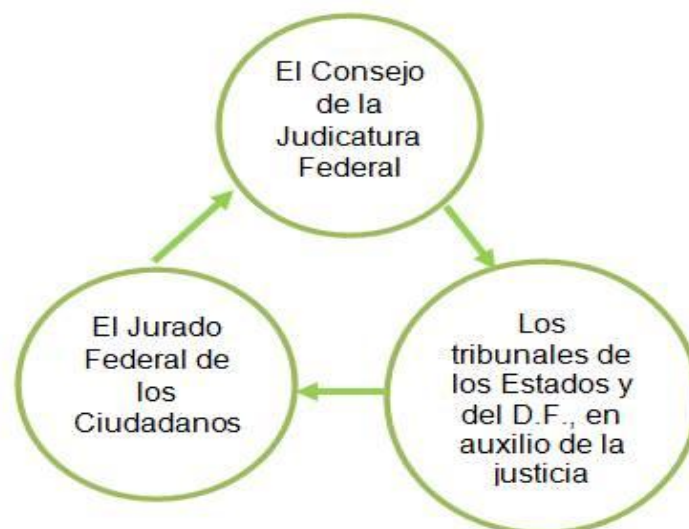 El Consejo
de la
Judicatura
Federal
Los
tribunales de
los Estados y
del D.F., en
auxilio de la
justicia
El Jurado
Federal de
los
Ciudadanos